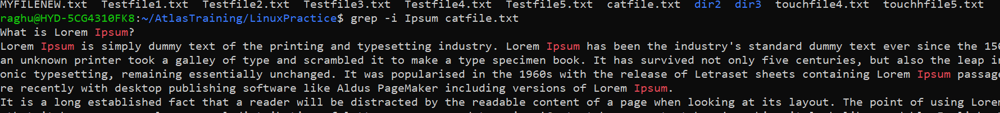 MYFILENEW.txt Testfile1.txt Testfile2.txt Testfile3.txt Testfile4.txt Testfile5.txt catfile.txt dir2 dir3 touchfile4.txt touchhfile5.txt
raghu@HYD-5CG4310FK8:~/AtlasTraining/LinuxPractice$ grep -i Ipsum catfile.txt
What is Lorem Ipsum?
Lorem Ipsum is simply dummy text of the printing and typesetting industry. Lorem Ipsum has been the industry's standard dummy text ever since the
an unknown printer took a galley of type and scrambled it to make a type specimen book. It has survived not only five centuries, but also the leap
onic typesetting, remaining essentially unchanged. It was popularised in the 1960s with the release of Letraset sheets containing Lorem Ipsum passag
re recently with desktop publishing software like Aldus PageMaker including versions of Lorem Ipsum.
It is a long established fact that a reader will be distracted by the readable content of a page when looking at its layout. The point of using